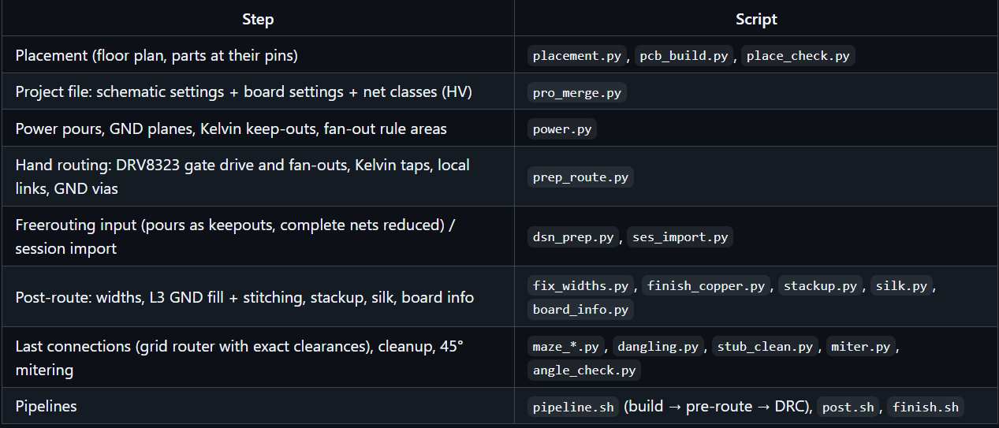 Step Script
Placement (floor plan, parts at their pins) placement.py, pcb_build.py, place_check.py
Project file: schematic settings + board settings + net classes (HV) pro_merge.py
Power pours, GND planes, Kelvin keep-outs, fan-out rule areas power.py
Hand routing: DRV8323 gate drive and fan-outs, Kelvin taps, local
links, GND vias
prep_route.py
Freerouting input (pours as keepouts, complete nets reduced) /
session import
dsn_prep.py, ses_import.py
Post-route: widths, L3 GND fill + stitching, stackup, silk, board info
fix_widths.py, finish_copper.py, stackup.py, silk.py,
board_info.py
Last connections (grid router with exact clearances), cleanup, 45°
mitering
maze_*.py, dangling.py, stub_clean.py, miter.py,
angle_check.py
Pipelines pipeline.sh (build → pre-route → DRC), post.sh, finish.sh